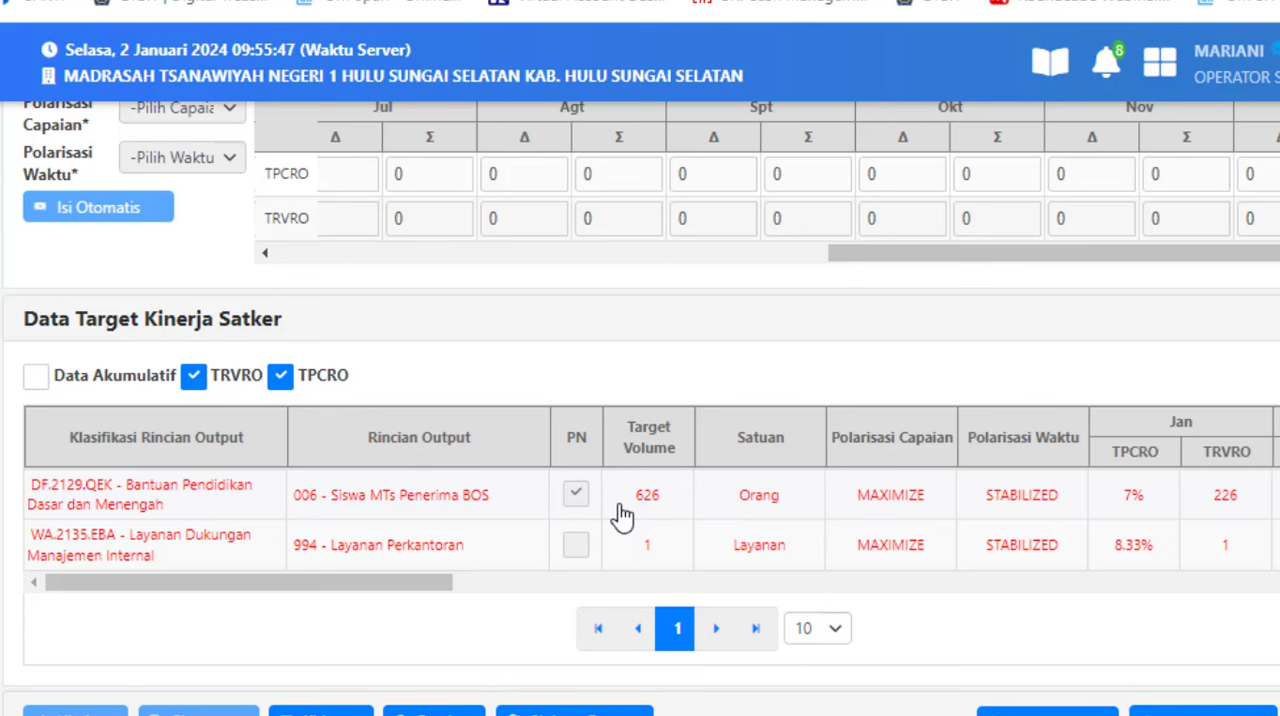 Selasa, 2 Januari 2024 09:55:47 (Waktu Server)
MADRASAH TSANAWIYAH NEGERI 1 HULU SUNGAI SELATAN KAB. HULU SUNGAI SELATAN
8
MARIANI
OPERATOR S
Polarisasi Capaian*
-Pilih Capaia
Polarisasi Waktu*
-Pilih Waktu
Isi Otomatis
Jul Agt Spt Okt Nov
Δ Σ Δ Σ Δ Σ Δ Σ Δ Σ
TPCRO 0 0 0 0 0 0 0 0 0 0
TRVRO 0 0 0 0 0 0 0 0 0 0
Data Target Kinerja Satker
Data Akumulatif TRVRO TPCRO
Klasifikasi Rincian Output Rincian Output PN Target Volume Satuan Polarisasi Capaian Polarisasi Waktu Jan
TPCRO TRVRO
DF.2129.QEK - Bantuan Pendidikan Dasar dan Menengah 006 - Siswa MTs Penerima BOS 626 Orang MAXIMIZE STABILIZED 7% 226
WA.2135.EBA - Layanan Dukungan Manajemen Internal 994 - Layanan Perkantoran 1 Layanan MAXIMIZE STABILIZED 8.33% 1
1 10